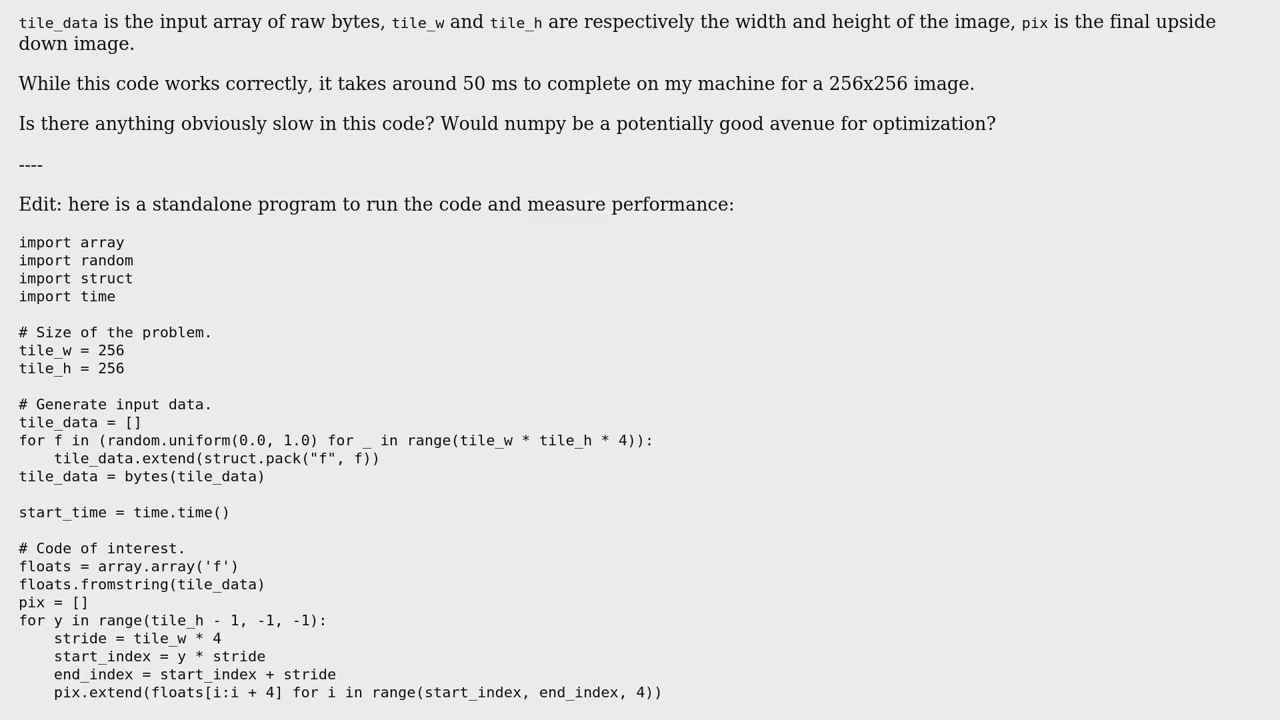 tile_data is the input array of raw bytes, tile_w and tile_h are respectively the width and height of the image, pix is the final upside
down image.
While this code works correctly, it takes around 50 ms to complete on my machine for a 256x256 image.
Is there anything obviously slow in this code? Would numpy be a potentially good avenue for optimization?
----
Edit: here is a standalone program to run the code and measure performance:
import array
import random
import struct
import time
# Size of the problem.
tile_w = 256
tile_h = 256
# Generate input data.
tile_data = []
for f in (random.uniform(0.0, 1.0) for _ in range(tile_w * tile_h * 4)):
    tile_data.extend(struct.pack("f", f))
tile_data = bytes(tile_data)
start_time = time.time()
# Code of interest.
floats = array.array('f')
floats.fromstring(tile_data)
pix = []
for y in range(tile_h - 1, -1, -1):
    stride = tile_w * 4
    start_index = y * stride
    end_index = start_index + stride
    pix.extend(floats[i:i + 4] for i in range(start_index, end_index, 4))